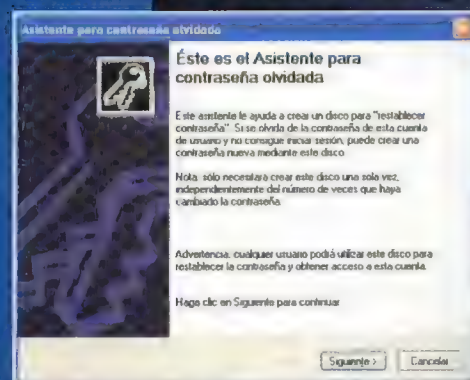 Asistente para contraseña olvidada
Éste es el Asistente para
contraseña olvidada
Este asistente le ayuda a crear un disco para "restablecer
contraseña". Si se olvida de la contraseña de esta cuenta
de usuario y no consigue iniciar sesión, puede crear una
contraseña nueva mediante este disco.
Nota: sólo necesitará crear este disco una sola vez,
independientemente del número de veces que haya
cambiado la contraseña.
Advertencia: cualquier usuario podrá utilizar este disco para
restablecer la contraseña y obtener acceso a esta cuenta.
Haga clic en Siguiente para continuar
Siguiente >
Cancelar